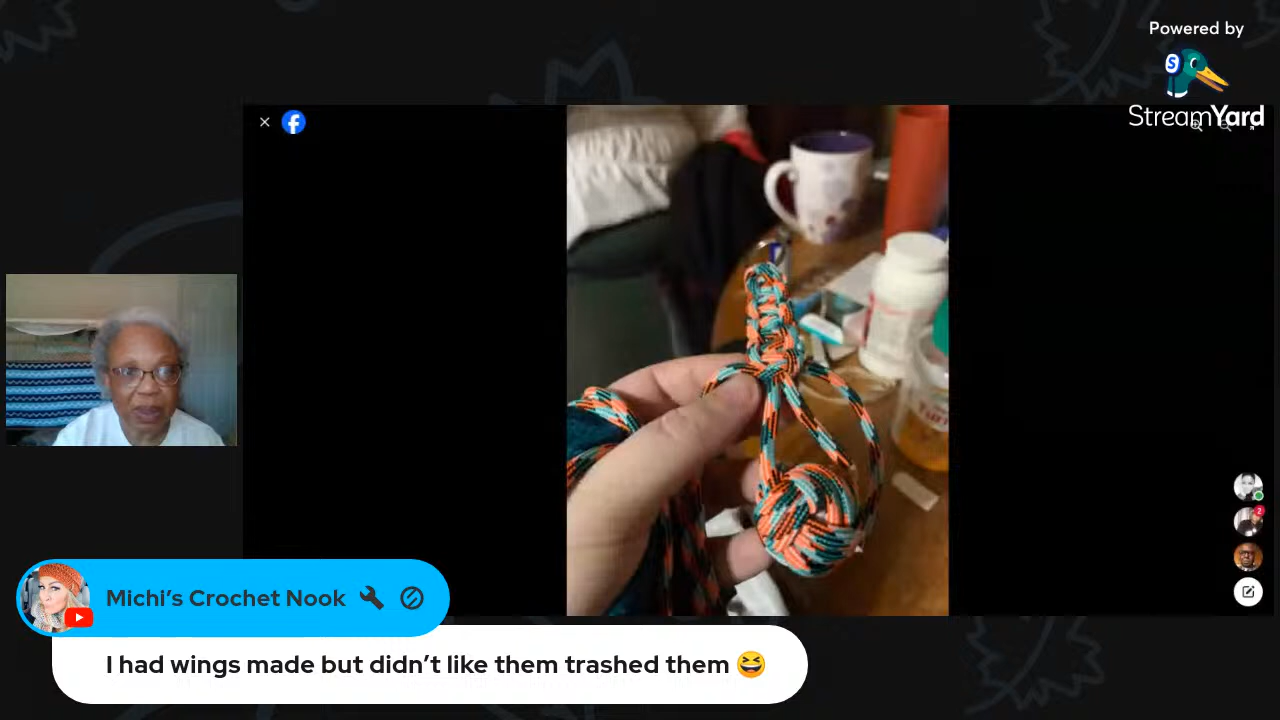 Powered by
StreamYard
Michi’s Crochet Nook
I had wings made but didn’t like them trashed them 😆